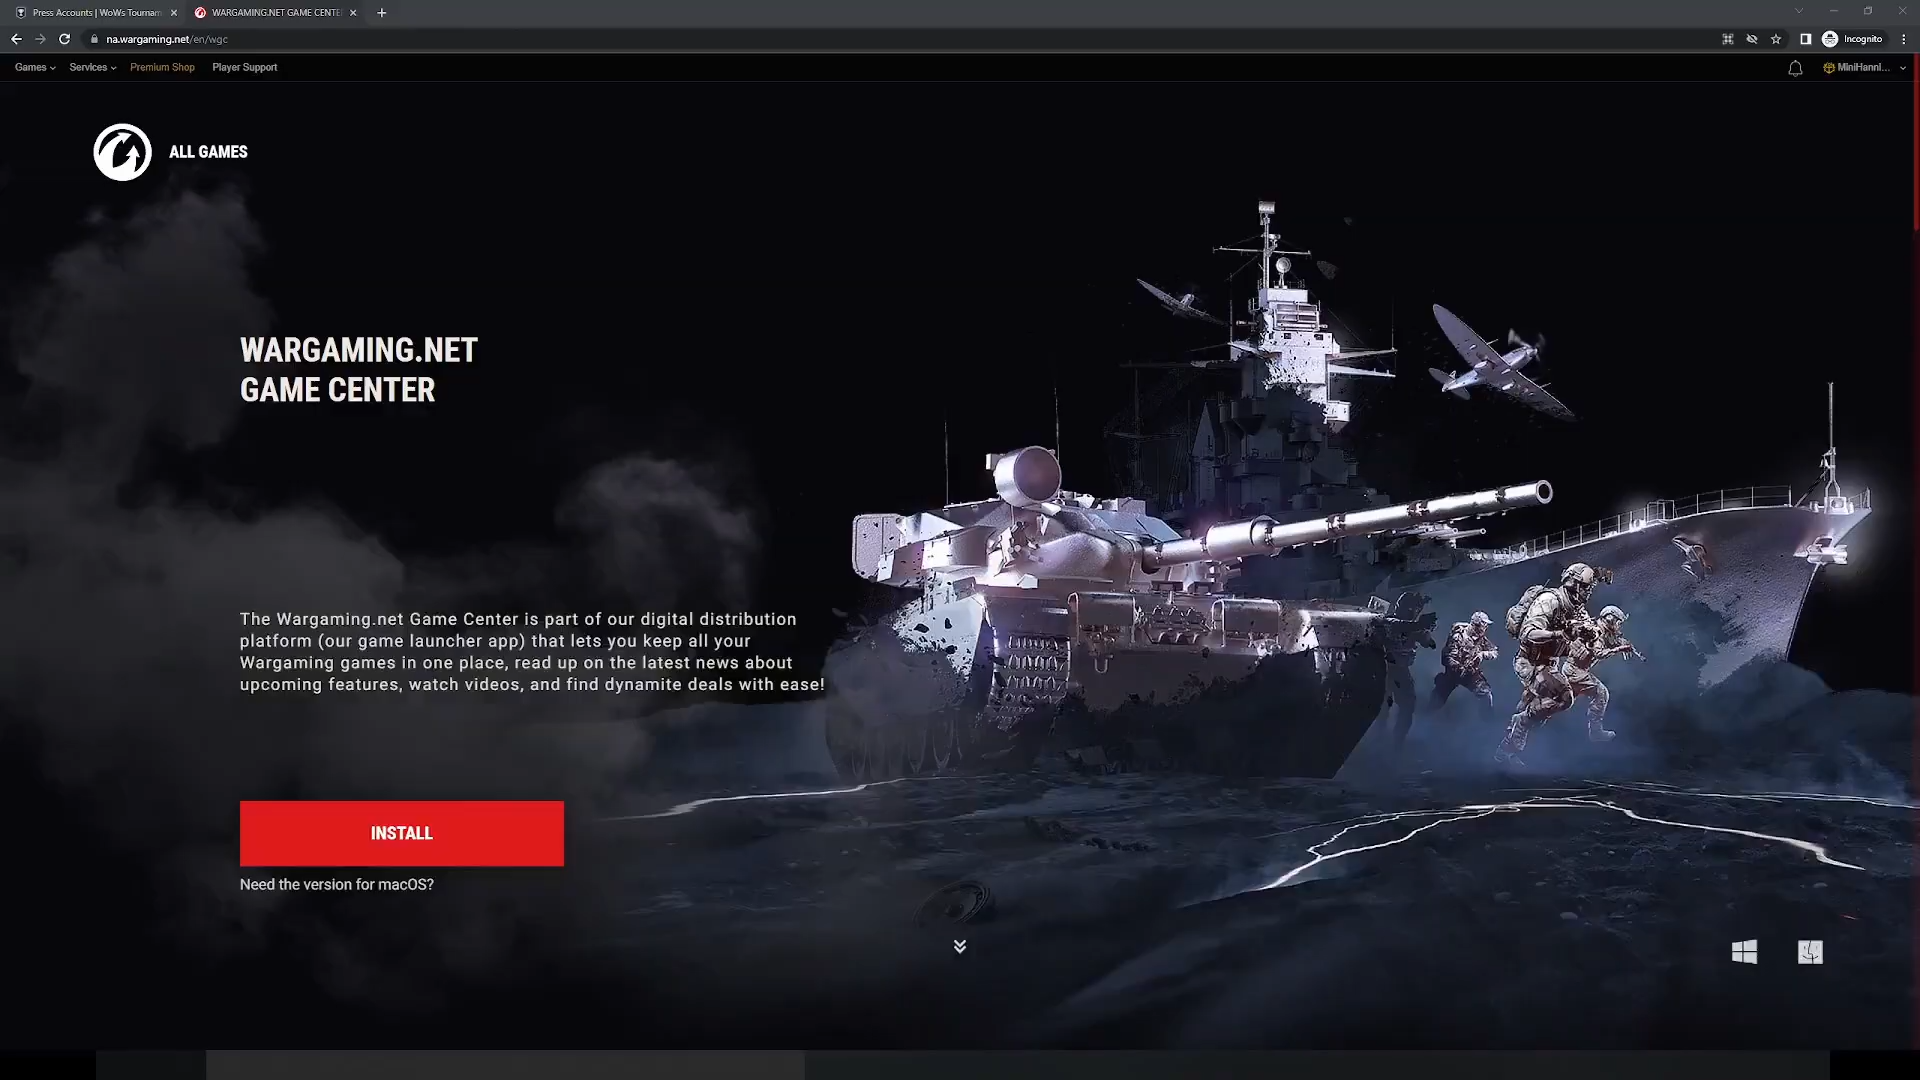 Press Accounts | WoWs Tournam
WARGAMING.NET GAME CENTE
na.wargaming.net/en/wgc
Incognito
Games
Services
Premium Shop
Player Support
MiniHanni...
ALL GAMES
WARGAMING.NET
GAME CENTER
The Wargaming.net Game Center is part of our digital distribution
platform (our game launcher app) that lets you keep all your
Wargaming games in one place, read up on the latest news about
upcoming features, watch videos, and find dynamite deals with ease!
INSTALL
Need the version for macOS?